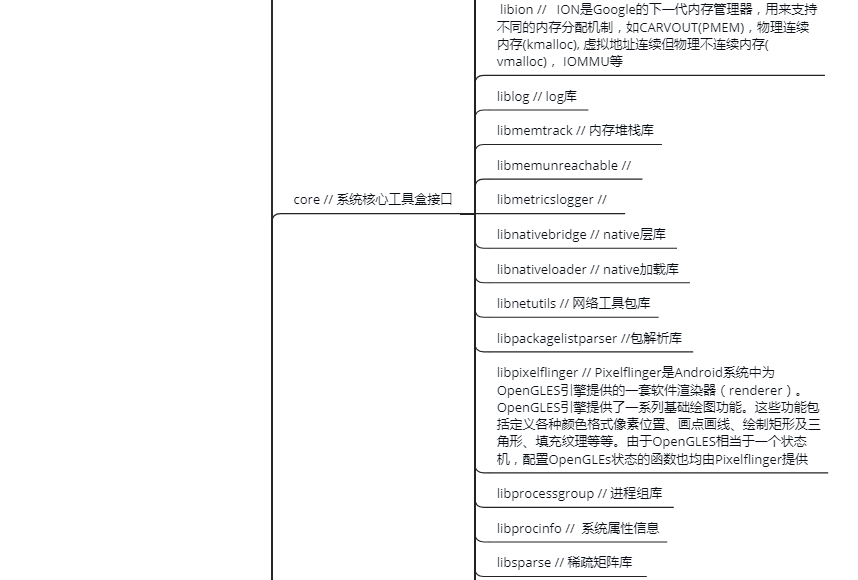 libion //   ION是Google的下一代内存管理器，用来支持
不同的内存分配机制，如CARVOUT(PMEM)，物理连续
内存(kmalloc), 虚拟地址连续但物理不连续内存(
vmalloc)， IOMMU等
liblog // log库
libmemtrack // 内存堆栈库
libmemunreachable //
core // 系统核心工具盒接口
libmetricslogger //
libnativebridge // native层库
libnativeloader // native加载库
libnetutils // 网络工具包库
libpackagelistparser //包解析库
libpixelflinger // Pixelflinger是Android系统中为
OpenGLES引擎提供的一套软件渲染器（renderer）。
OpenGLES引擎提供了一系列基础绘图功能。这些功能包
括定义各种颜色格式像素位置、画点画线、绘制矩形及三
角形、填充纹理等等。由于OpenGLES相当于一个状态
机，配置OpenGLEs状态的函数也均由Pixelflinger提供
libprocessgroup // 进程组库
libprocinfo //  系统属性信息
libsparse // 稀疏矩阵库